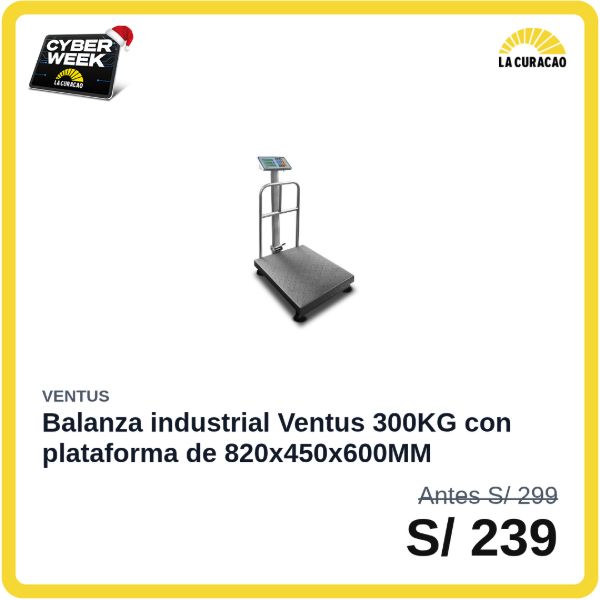 CYBER
WEEK
LA CURACAO
LA CURACAO
VENTUS
Balanza industrial Ventus 300KG con
plataforma de 820x450x600MM
Antes S/ 299
S/ 239